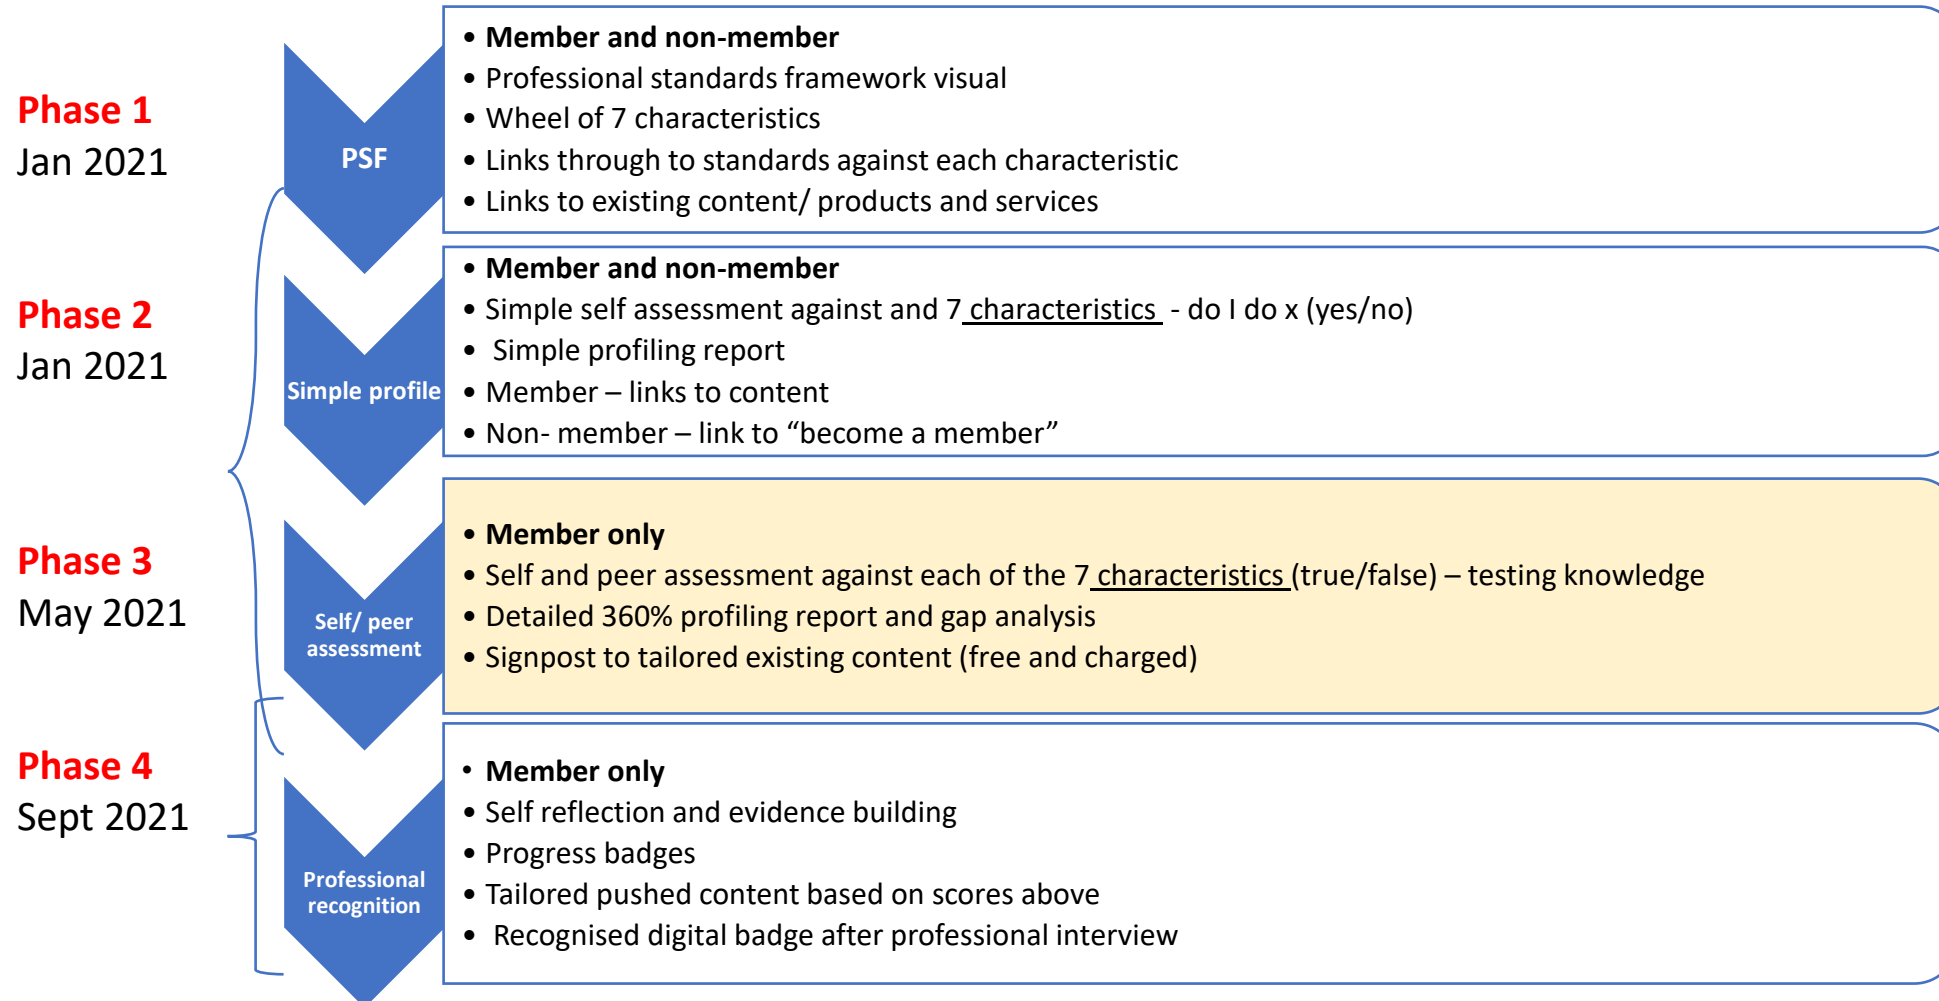 Phase 1
Jan 2021
PSF
• Member and non-member
• Professional standards framework visual
• Wheel of 7 characteristics
• Links through to standards against each characteristic
• Links to existing content/ products and services
Phase 2
Jan 2021
Simple profile
• Member and non-member
• Simple self assessment against and 7 characteristics - do I do x (yes/no)
• Simple profiling report
• Member – links to content
• Non- member – link to “become a member”
Phase 3
May 2021
Self/ peer
assessment
• Member only
• Self and peer assessment against each of the 7 characteristics (true/false) – testing knowledge
• Detailed 360% profiling report and gap analysis
• Signpost to tailored existing content (free and charged)
Phase 4
Sept 2021
Professional
recognition
• Member only
• Self reflection and evidence building
• Progress badges
• Tailored pushed content based on scores above
• Recognised digital badge after professional interview